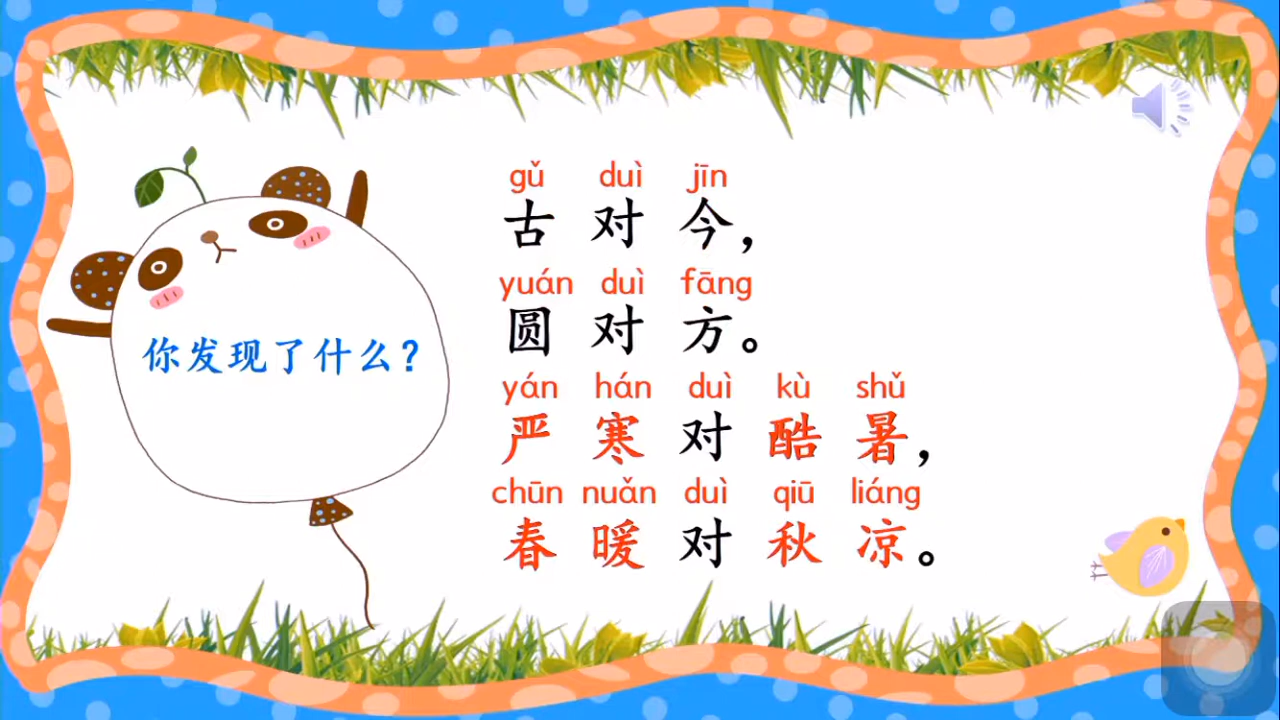 你发现了什么？
gǔ duì jīn
古对今，
yuán duì fāng
圆对方。
yán hán duì kù shǔ
严寒对酷暑，
chūn nuǎn duì qiū liáng
春暖对秋凉。